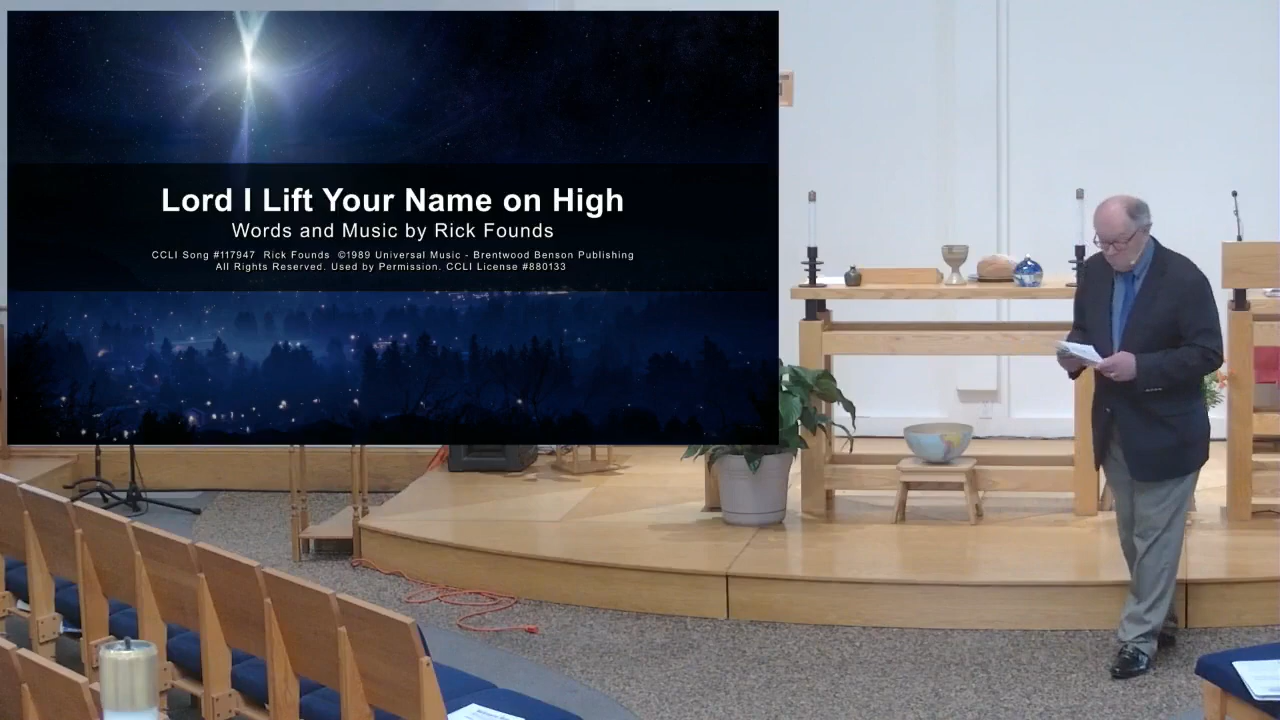 Lord I Lift Your Name on High
Words and Music by Rick Founds
CCLI Song #117947 Rick Founds ©1989 Universal Music - Brentwood Benson Publishing
All Rights Reserved. Used by Permission. CCLI License #880133